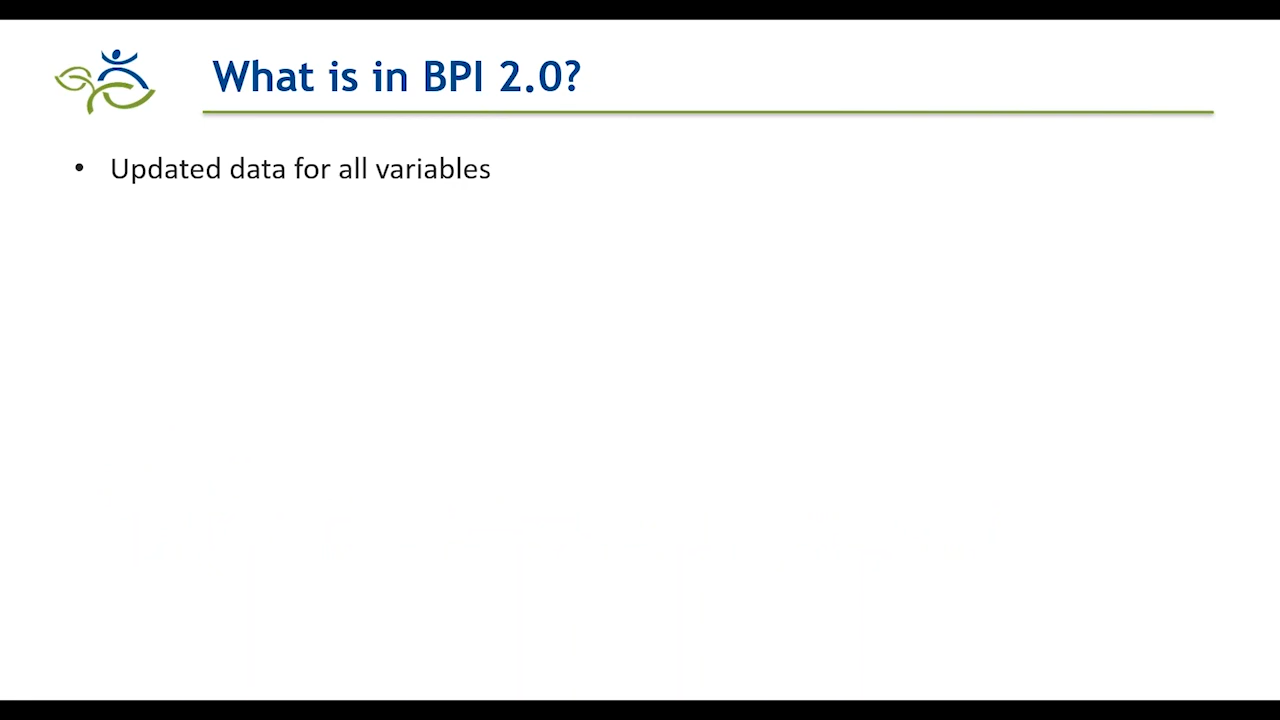 What is in BPI 2.0?
• Updated data for all variables